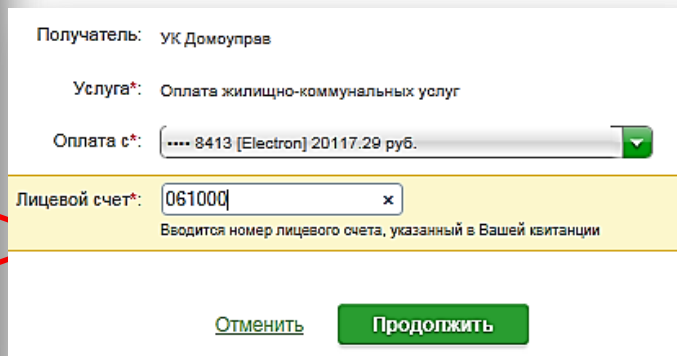 Получатель: УК Домоуправ
Услуга*: Оплата жилищно-коммунальных услуг
Оплата с*: •••• 8413 [Electron] 20117.29 руб.
Лицевой счет*: 061000 ×
Вводится номер лицевого счета, указанный в Вашей квитанции
Отменить Продолжить